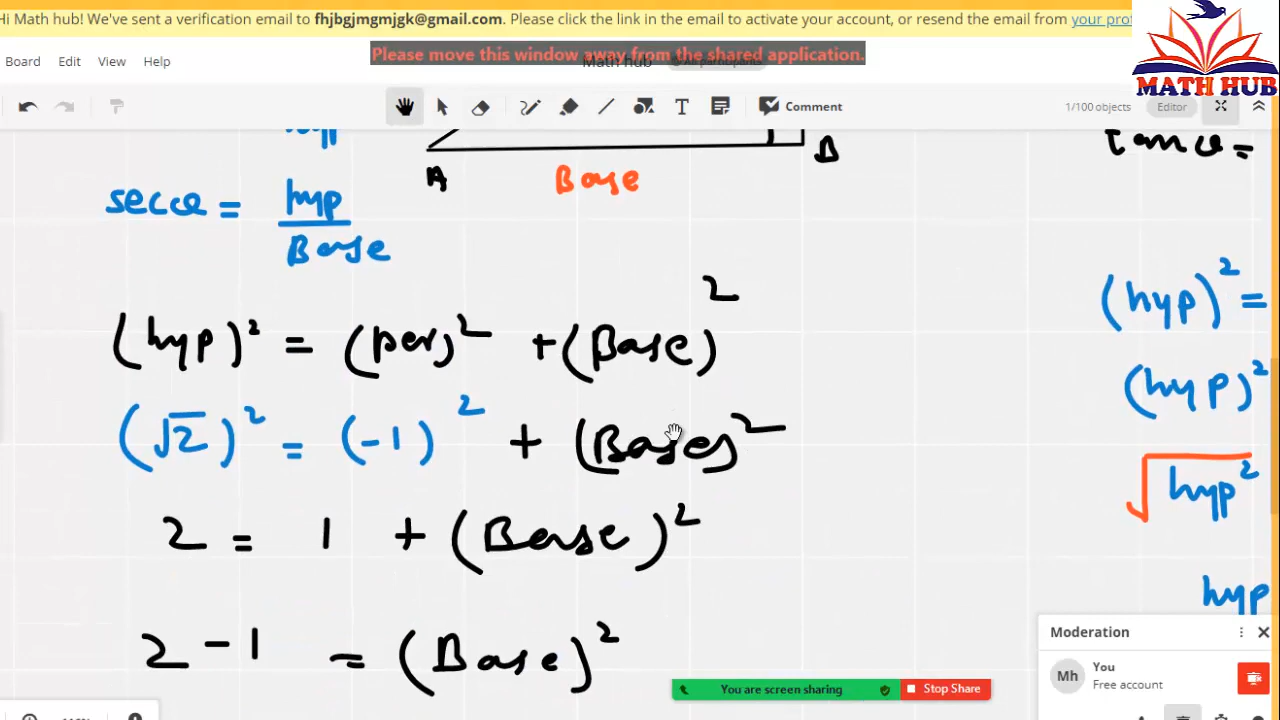 Hi Math hub! We've sent a verification email to fhjbgjmgmjgk@gmail.com. Please click the link in the email to activate your account, or resend the email from your prof
Please move this window away from the shared application.
MATH HUB
Board Edit View Help
Math hub
Comment
1/100 objects
Editor
hyp
A
B
Base
secα = hyp / Base
tanα =
(hyp)² = (per)² + (Base)²
(√2)² = (-1)² + (Base)²
2 = 1 + (Base)²
2 - 1 = (Base)²
(hyp)² =
(hyp)²
√hyp²
hyp
Moderation
Mh
You
Free account
You are screen sharing
Stop Share